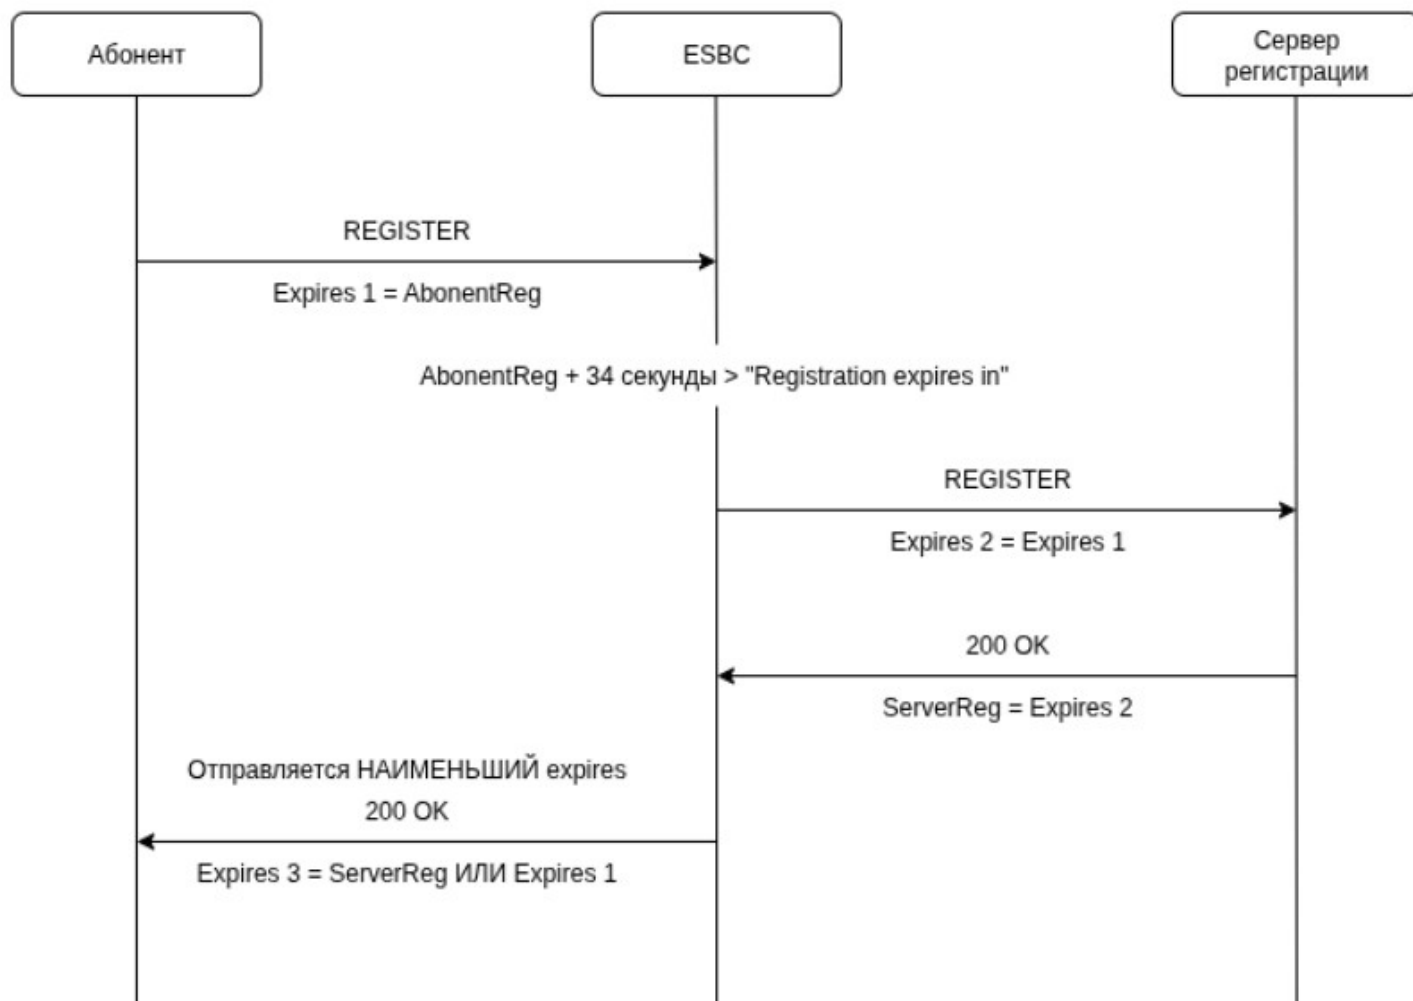 Абонент
ESBC
Сервер
регистрации
REGISTER
Expires 1 = AbonentReg
AbonentReg + 34 секунды > "Registration expires in"
REGISTER
Expires 2 = Expires 1
200 OK
ServerReg = Expires 2
Отправляется НАИМЕНЬШИЙ expires
200 OK
Expires 3 = ServerReg ИЛИ Expires 1